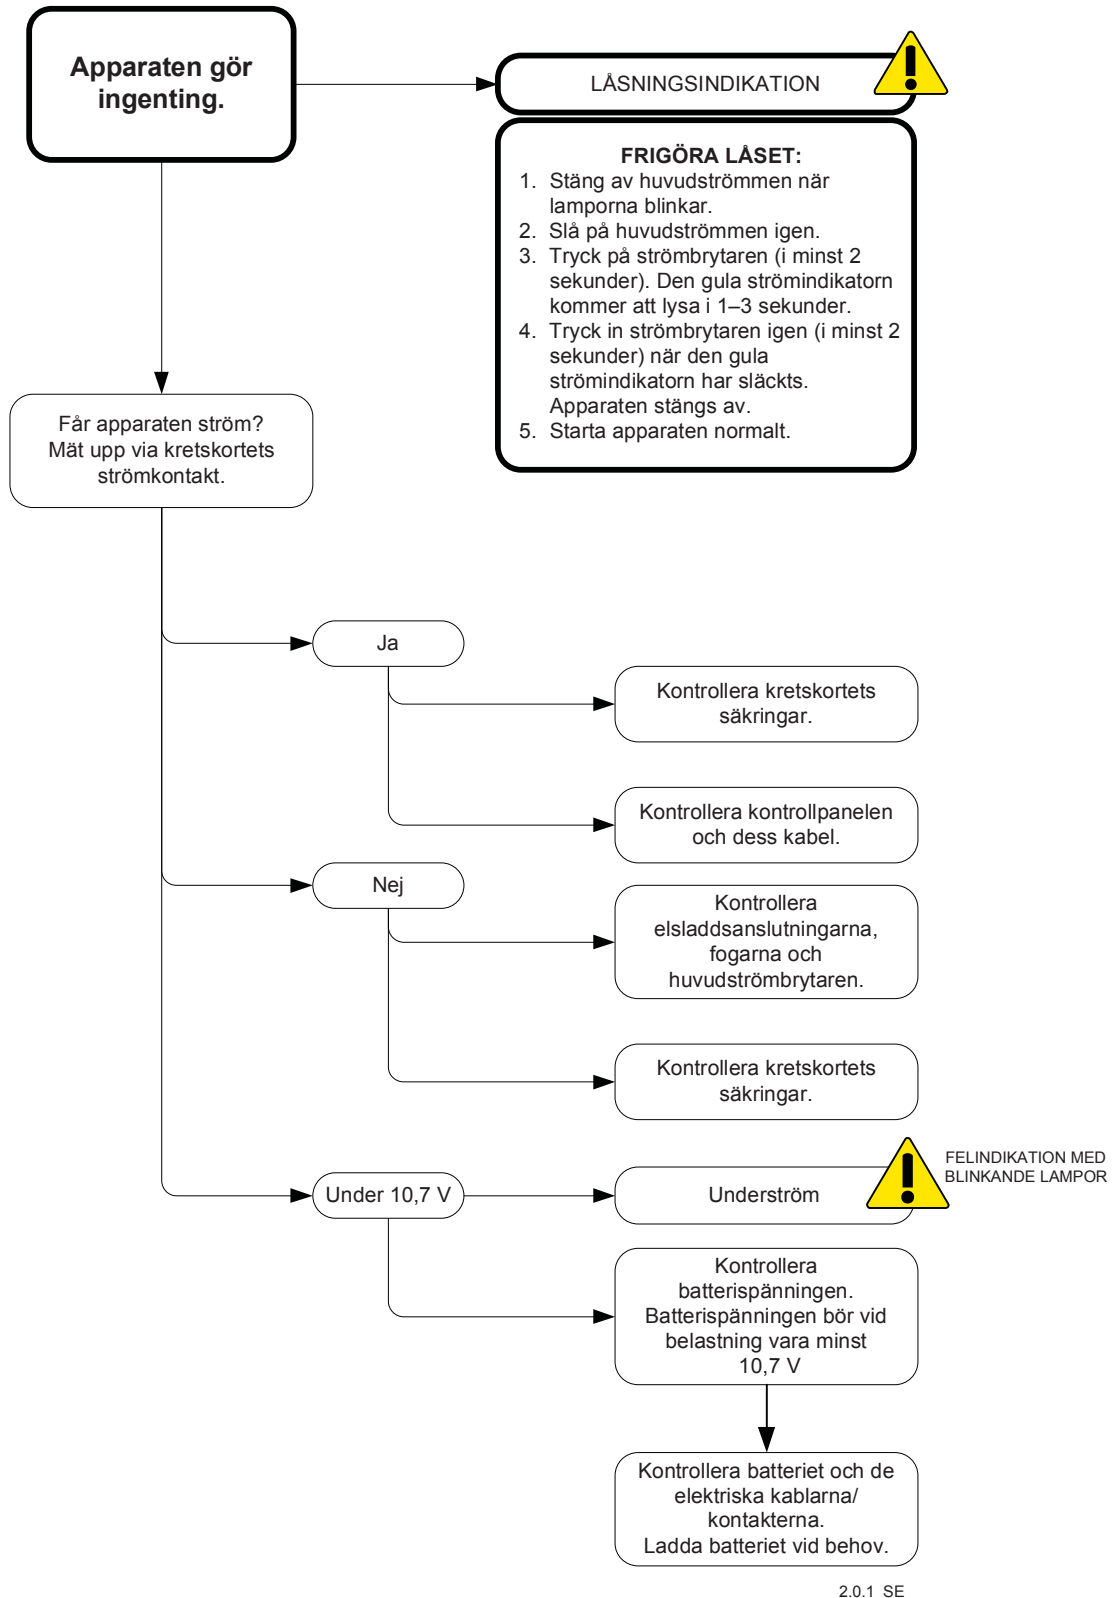 Apparaten gör
ingenting.
LÅSNINGSINDIKATION
FRIGÖRA LÅSET:
1. Stäng av huvudströmmen när
lamporna blinkar.
2. Slå på huvudströmmen igen.
3. Tryck på strömbrytaren (i minst 2
sekunder). Den gula strömindikatorn
kommer att lysa i 1–3 sekunder.
4. Tryck in strömbrytaren igen (i minst 2
sekunder) när den gula
strömindikatorn har släckts.
Apparaten stängs av.
5. Starta apparaten normalt.
Får apparaten ström?
Mät upp via kretskortets
strömkontakt.
Ja
Kontrollera kretskortets
säkringar.
Kontrollera kontrollpanelen
och dess kabel.
Nej
Kontrollera
elsladdsanslutningarna,
fogarna och
huvudströmbrytaren.
Kontrollera kretskortets
säkringar.
Under 10,7 V
Underström
FELINDIKATION MED
BLINKANDE LAMPOR
Kontrollera
batterispänningen.
Batterispänningen bör vid
belastning vara minst
10,7 V
Kontrollera batteriet och de
elektriska kablarna/
kontakterna.
Ladda batteriet vid behov.
2.0.1 SE